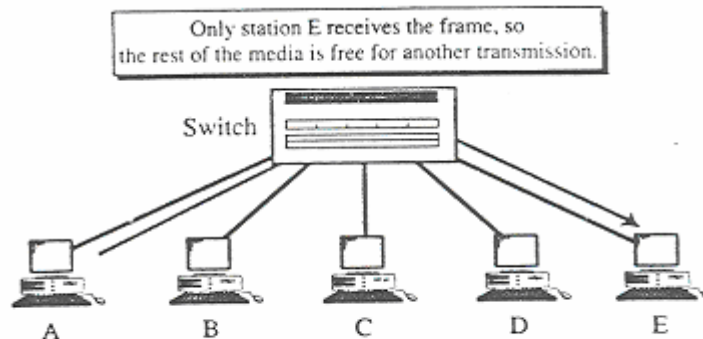 Only station E receives the frame, so
the rest of the media is free for another transmission.
Switch
A B C D E